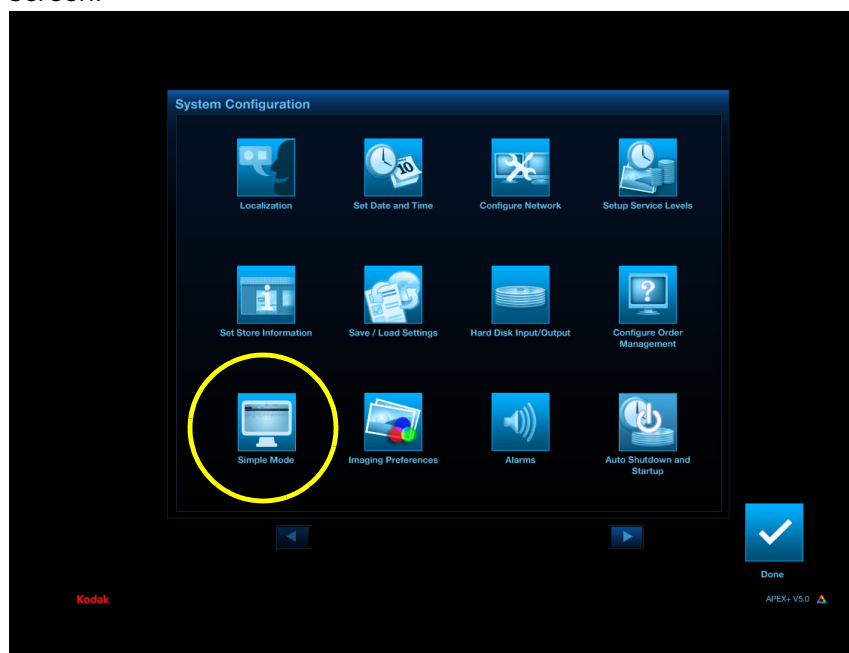 System Configuration
10
Localization
Set Date and Time
Configure Network
Setup Service Levels
Set Store Information
Save / Load Settings
Hard Disk Input/Output
Configure Order
Management
Simple Mode
Imaging Preferences
Alarms
Auto Shutdown and
Startup
Done
Kodak
APEX+ V5.0